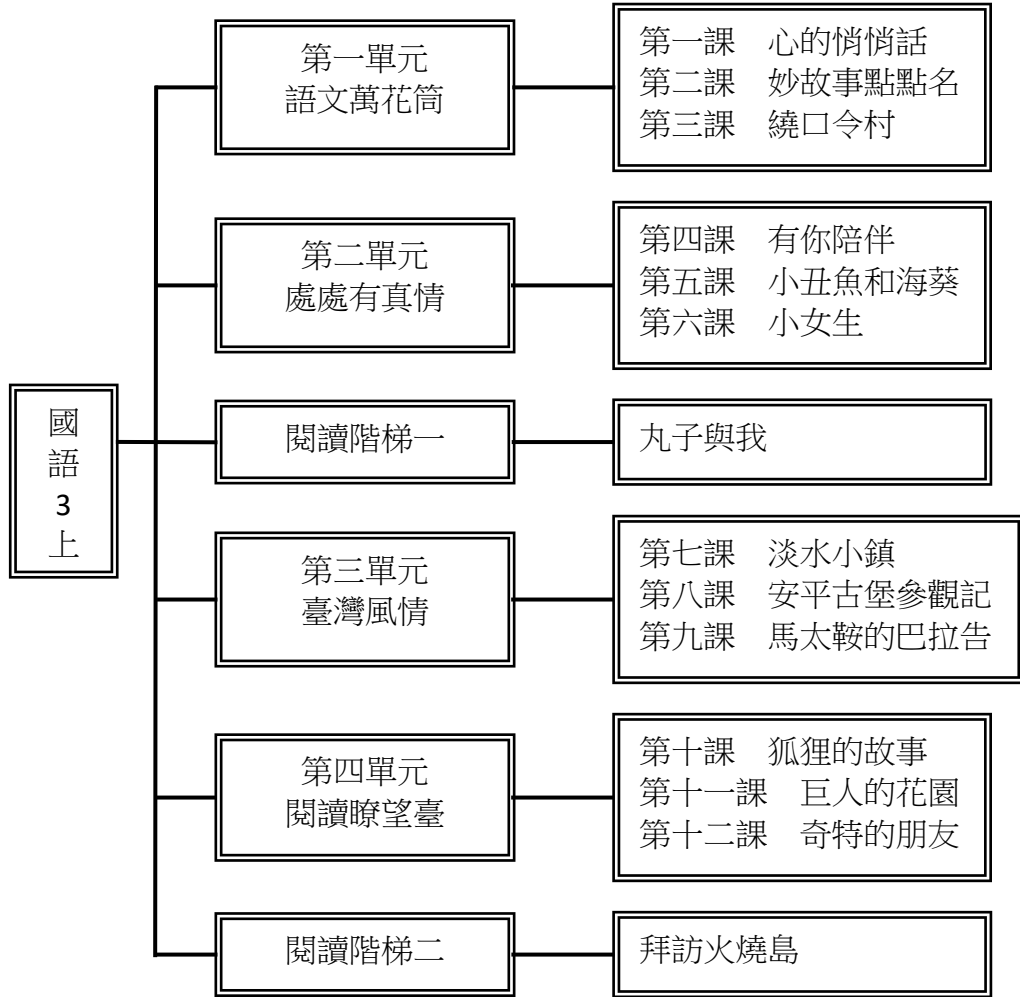 國
語
3
上
第一單元
語文萬花筒
第一課　心的悄悄話
第二課　妙故事點點名
第三課　繞口令村
第二單元
處處有真情
第四課　有你陪伴
第五課　小丑魚和海葵
第六課　小女生
閱讀階梯一
丸子與我
第三單元
臺灣風情
第七課　淡水小鎮
第八課　安平古堡參觀記
第九課　馬太鞍的巴拉告
第四單元
閱讀瞭望臺
第十課　狐狸的故事
第十一課　巨人的花園
第十二課　奇特的朋友
閱讀階梯二
拜訪火燒島